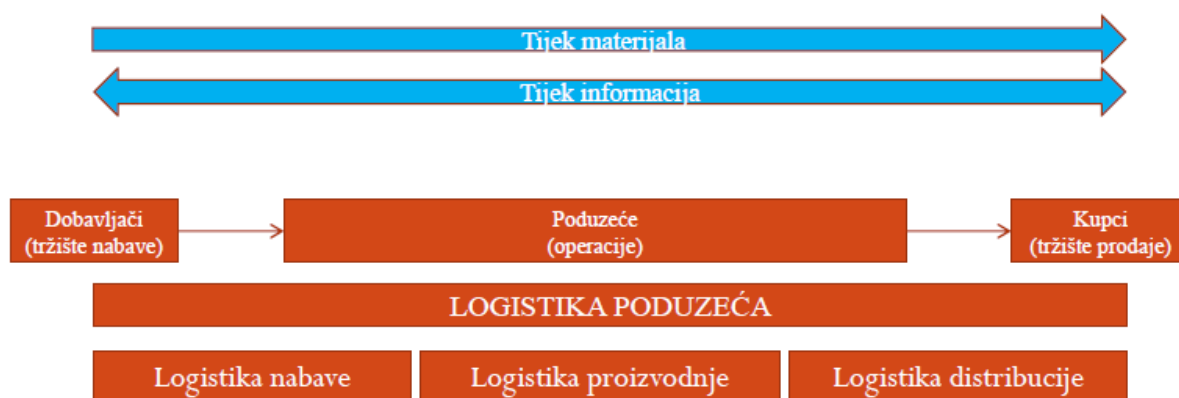 Tijek materijala
Tijek informacija
Dobavljači
(tržište nabave)
Poduzeće
(operacije)
Kupci
(tržište prodaje)
LOGISTIKA PODUZEĆA
Logistika nabave
Logistika proizvodnje
Logistika distribucije